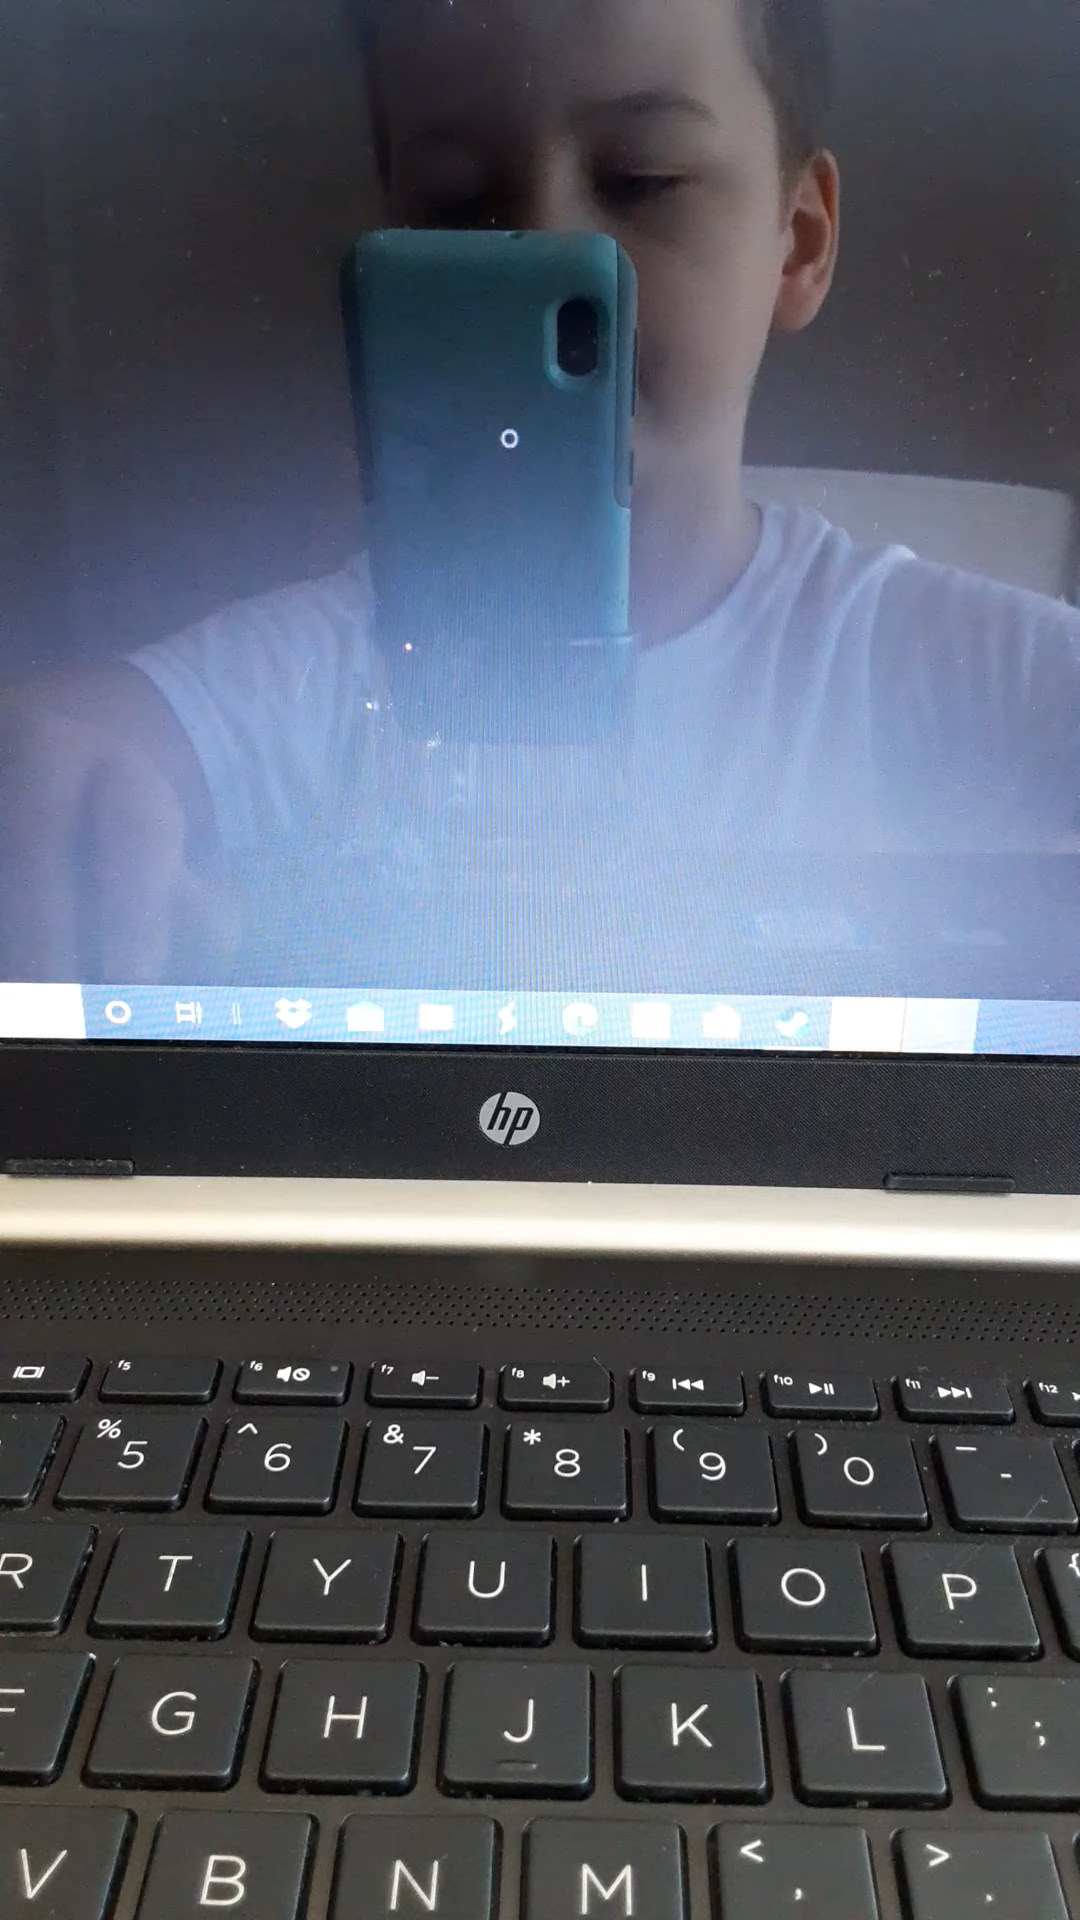 hp
f5 f6 f7 f8 f9 f10 f11 f12
% 5 ^ 6 & 7 * 8 ( 9 ) 0 _ -
R T Y U I O P {
F G H J K L : ;
V B N M < , > .